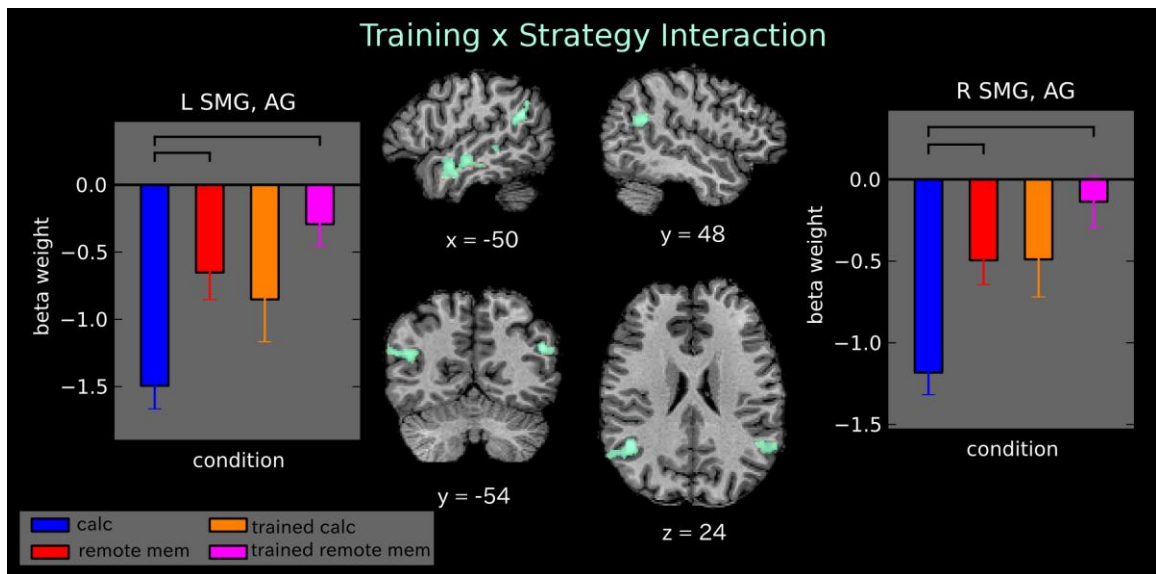 Training x Strategy Interaction
L SMG, AG
0.0
−0.5
−1.0
−1.5
beta weight
condition
x = -50
y = 48
y = -54
z = 24
R SMG, AG
0.0
−0.5
−1.0
−1.5
beta weight
condition
calc
trained calc
remote mem
trained remote mem